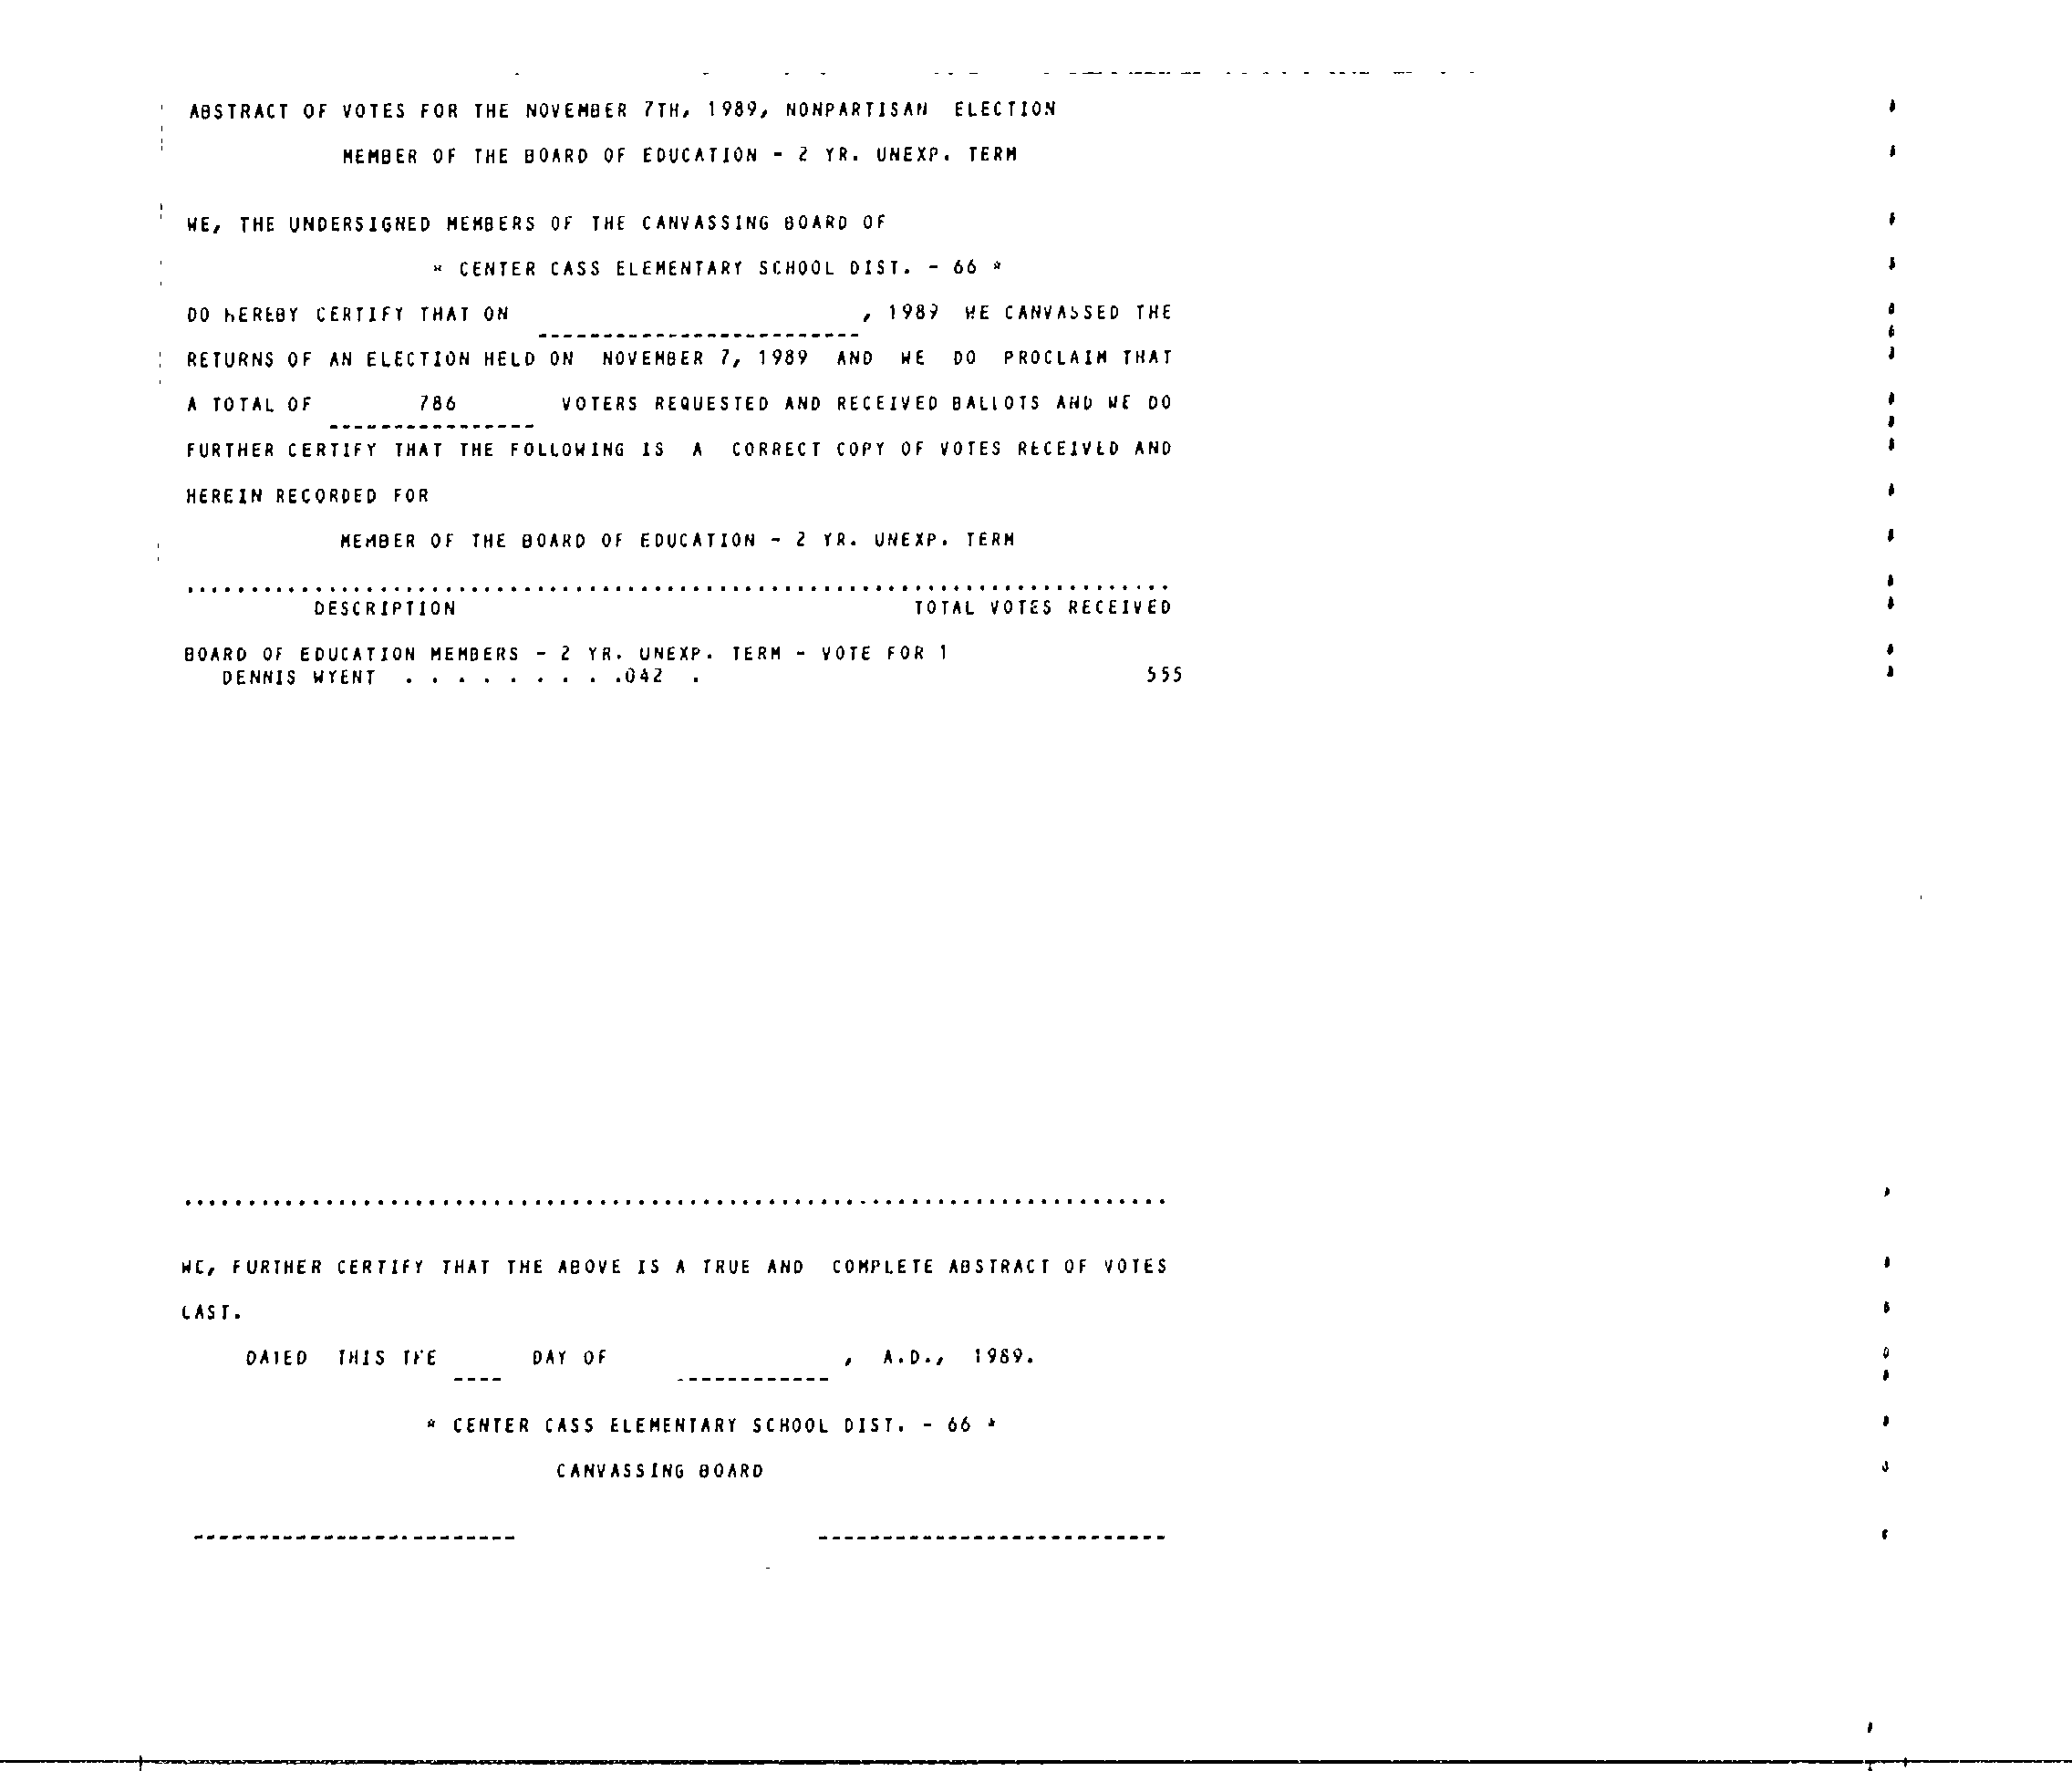 ABSTRACT OF VOTES FOR THE NOVEMBER 7TH, 1989, NONPARTISAN ELECTION
MEMBER OF THE BOARD OF EDUCATION - 2 YR. UNEXP. TERM
WE, THE UNDERSIGNED MEMBERS OF THE CANVASSING BOARD OF
* CENTER CASS ELEMENTARY SCHOOL DIST. - 66 *
DO HEREBY CERTIFY THAT ON ________________________, 1989 WE CANVASSED THE
RETURNS OF AN ELECTION HELD ON NOVEMBER 7, 1989 AND WE DO PROCLAIM THAT
A TOTAL OF 786 VOTERS REQUESTED AND RECEIVED BALLOTS AND WE DO
FURTHER CERTIFY THAT THE FOLLOWING IS A CORRECT COPY OF VOTES RECEIVED AND
HEREIN RECORDED FOR
MEMBER OF THE BOARD OF EDUCATION - 2 YR. UNEXP. TERM
DESCRIPTION TOTAL VOTES RECEIVED
BOARD OF EDUCATION MEMBERS - 2 YR. UNEXP. TERM - VOTE FOR 1
DENNIS WYENT . . . . . . . . .042 . 555
WE, FURTHER CERTIFY THAT THE ABOVE IS A TRUE AND COMPLETE ABSTRACT OF VOTES
CAST.
DATED THIS THE ____ DAY OF ____________, A.D., 1989.
* CENTER CASS ELEMENTARY SCHOOL DIST. - 66 *
CANVASSING BOARD